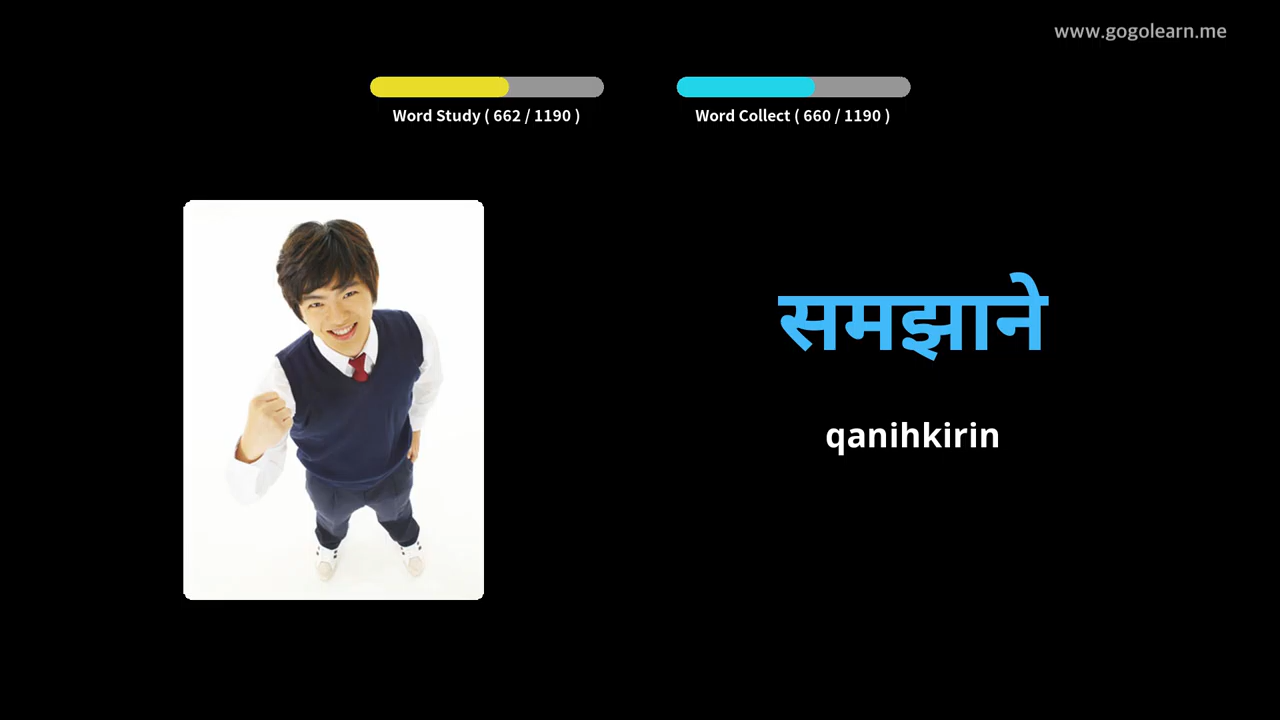 www.gogolearn.me
Word Study ( 662 / 1190 )
Word Collect ( 660 / 1190 )
समझाने
qanihkirin